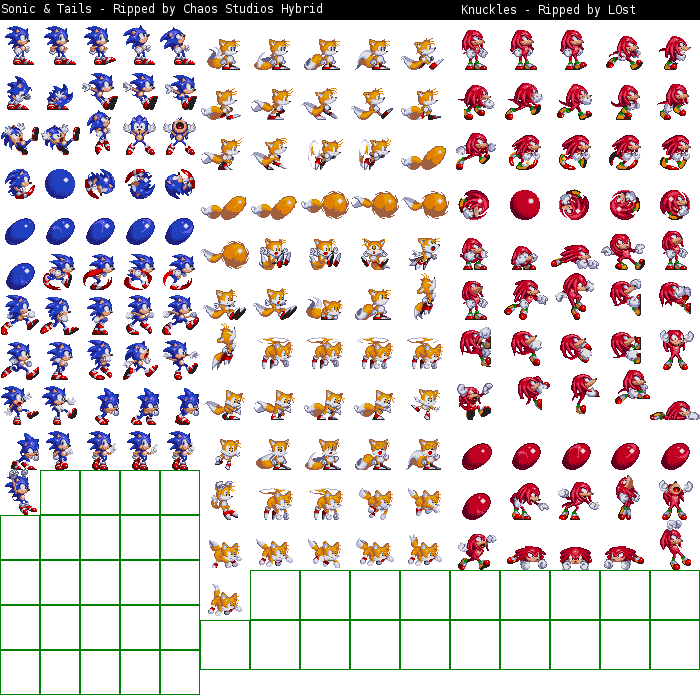 Sonic & Tails - Ripped by Chaos Studios Hybrid
Knuckles - Ripped by LOst